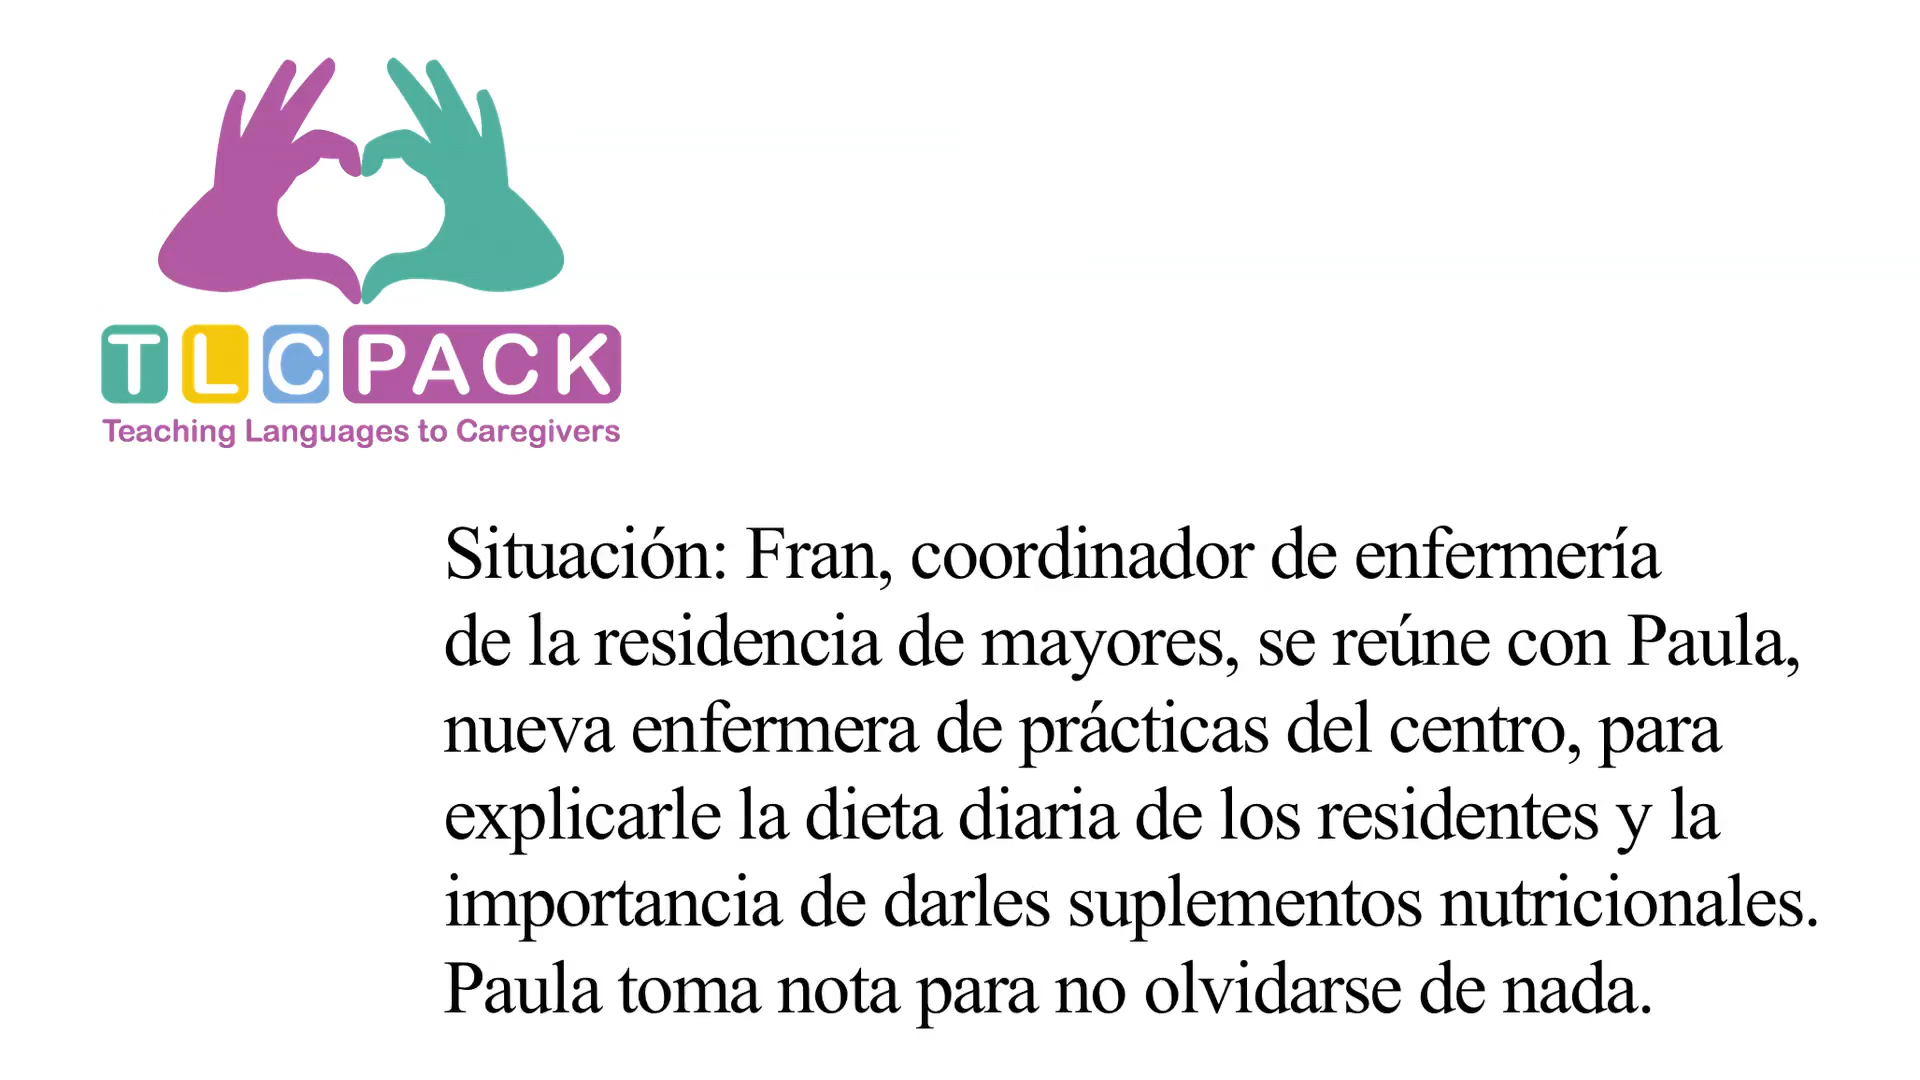 TLCPACK
Teaching Languages to Caregivers
Situación: Fran, coordinador de enfermería
de la residencia de mayores, se reúne con Paula,
nueva enfermera de prácticas del centro, para
explicarle la dieta diaria de los residentes y la
importancia de darles suplementos nutricionales.
Paula toma nota para no olvidarse de nada.